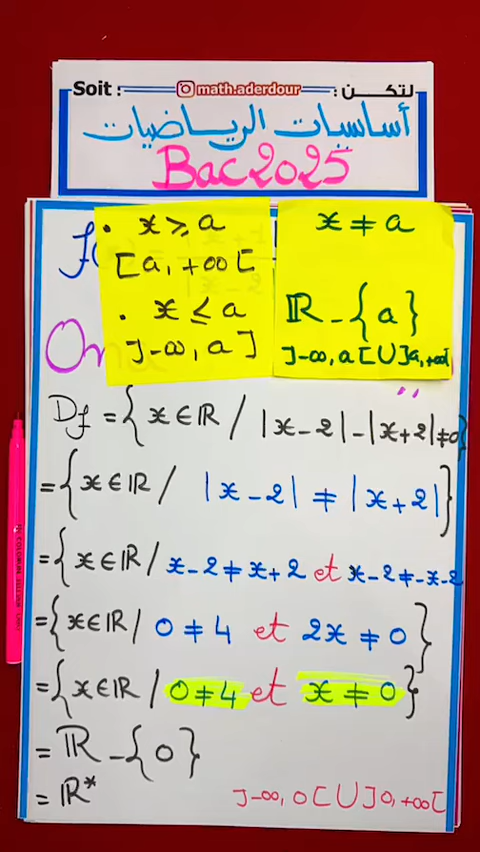 Soit : math.aderdour لتكن :
أساسيات الرياضيات
Bac2025
• x ⩾ a
[a, +∞[
• x ≤ a
]-∞, a]
x ≠ a
ℝ - {a}
]-∞, a[ U ]a, +∞[
On
Df = {x ∈ ℝ / |x-2| - |x+2| ≠ 0}
= {x ∈ ℝ / |x-2| ≠ |x+2|}
= {x ∈ ℝ / x-2 ≠ x+2 et x-2 ≠ -x-2
= {x ∈ ℝ / 0 ≠ 4 et 2x ≠ 0}
= {x ∈ ℝ / 0 ≠ 4 et x ≠ 0}
= ℝ - {0}
= ℝ* ]-∞, 0[ U ]0, +∞[